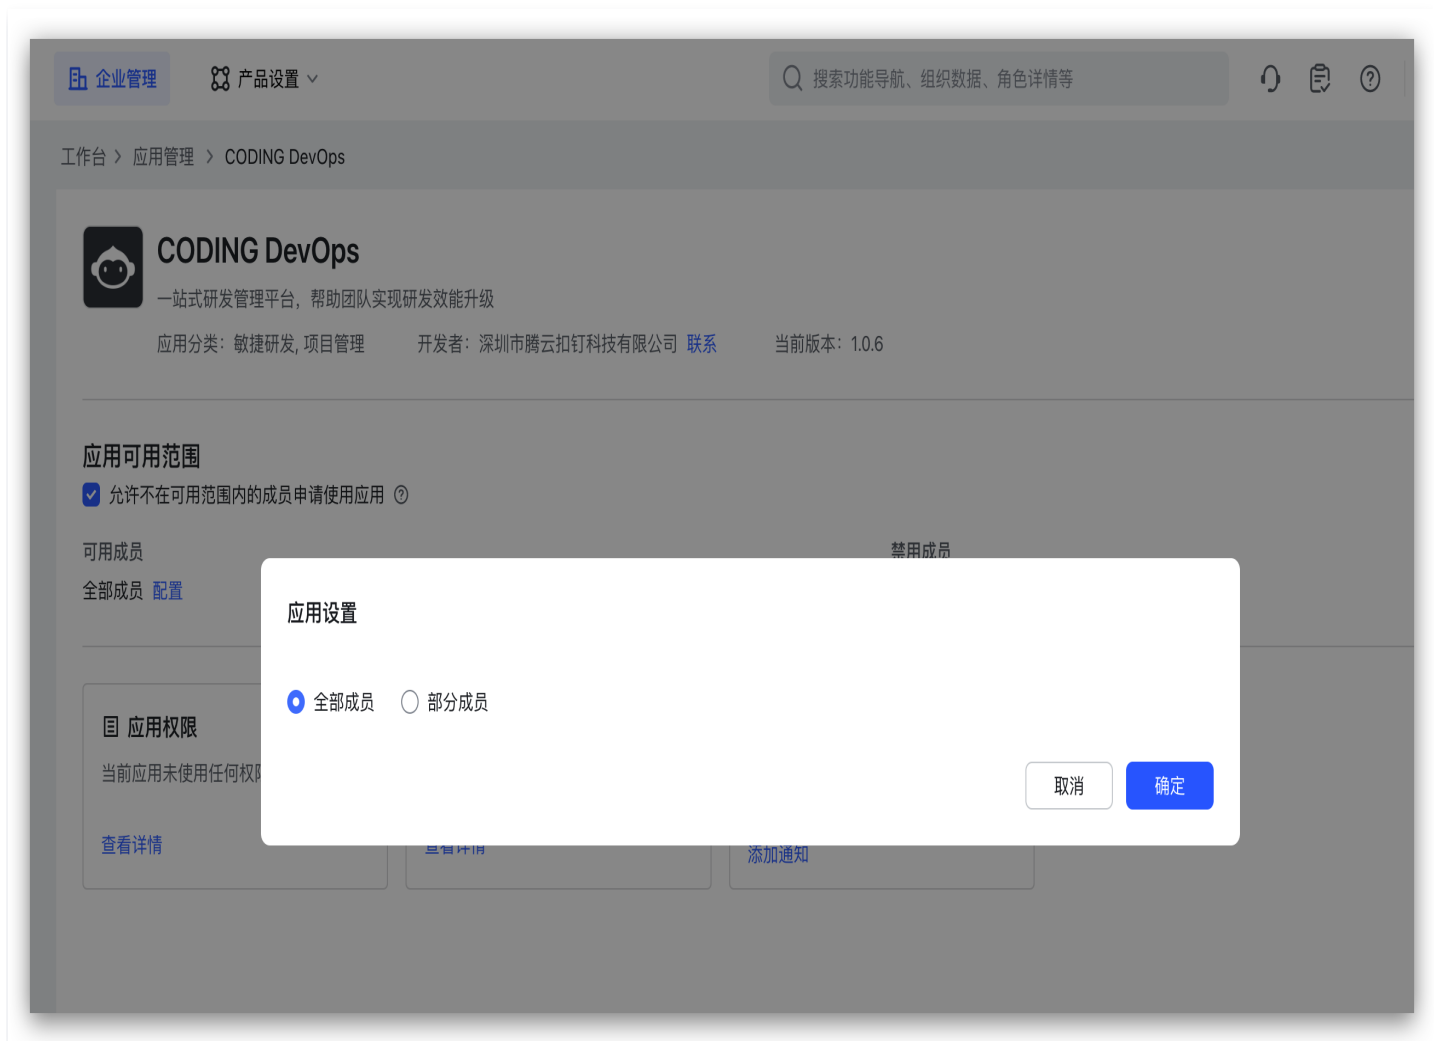 企业管理 产品设置 搜索功能导航、组织数据、角色详情等
工作台 > 应用管理 > CODING DevOps
CODING DevOps
一站式研发管理平台，帮助团队实现研发效能升级
应用分类：敏捷研发, 项目管理 开发者：深圳市腾云扣钉科技有限公司 联系 当前版本：1.0.6
应用可用范围
允许不在可用范围内的成员申请使用应用
可用成员 禁用成员
全部成员 配置
应用设置
全部成员 部分成员
取消 确定
应用权限
当前应用未使用任何权限
查看详情 查看详情 添加通知